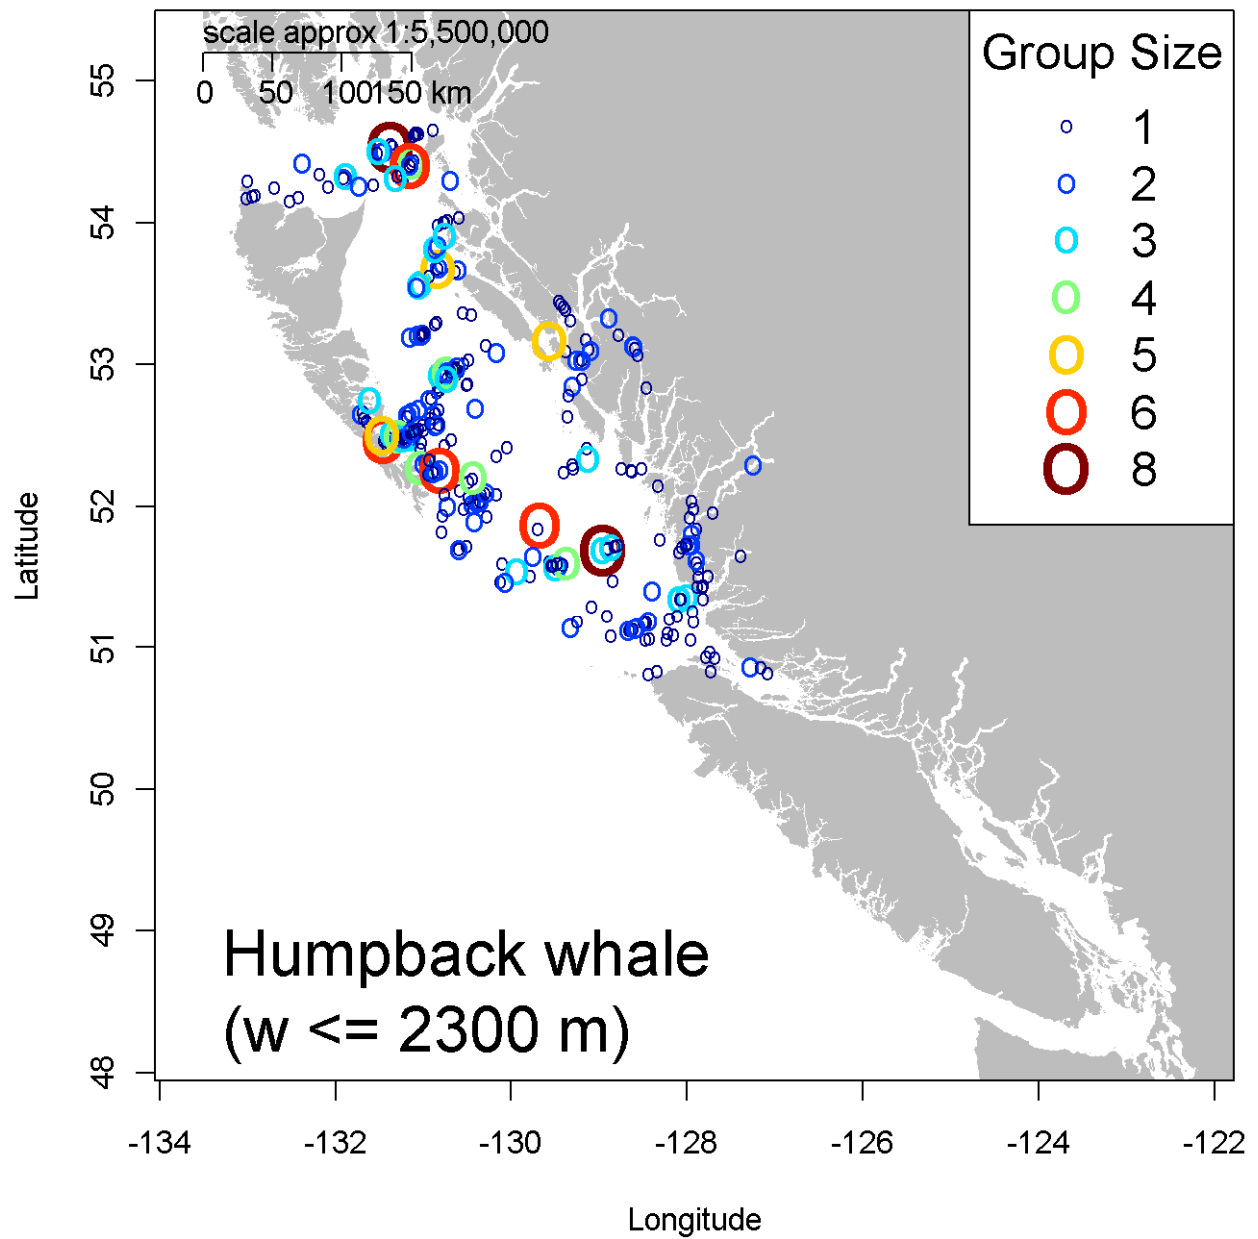 scale approx 1:5,500,000
0 50 100150 km
Group Size
1
2
3
4
5
6
8
55
54
53
52
51
50
49
48
Latitude
Humpback whale
(w <= 2300 m)
-134 -132 -130 -128 -126 -124 -122
Longitude